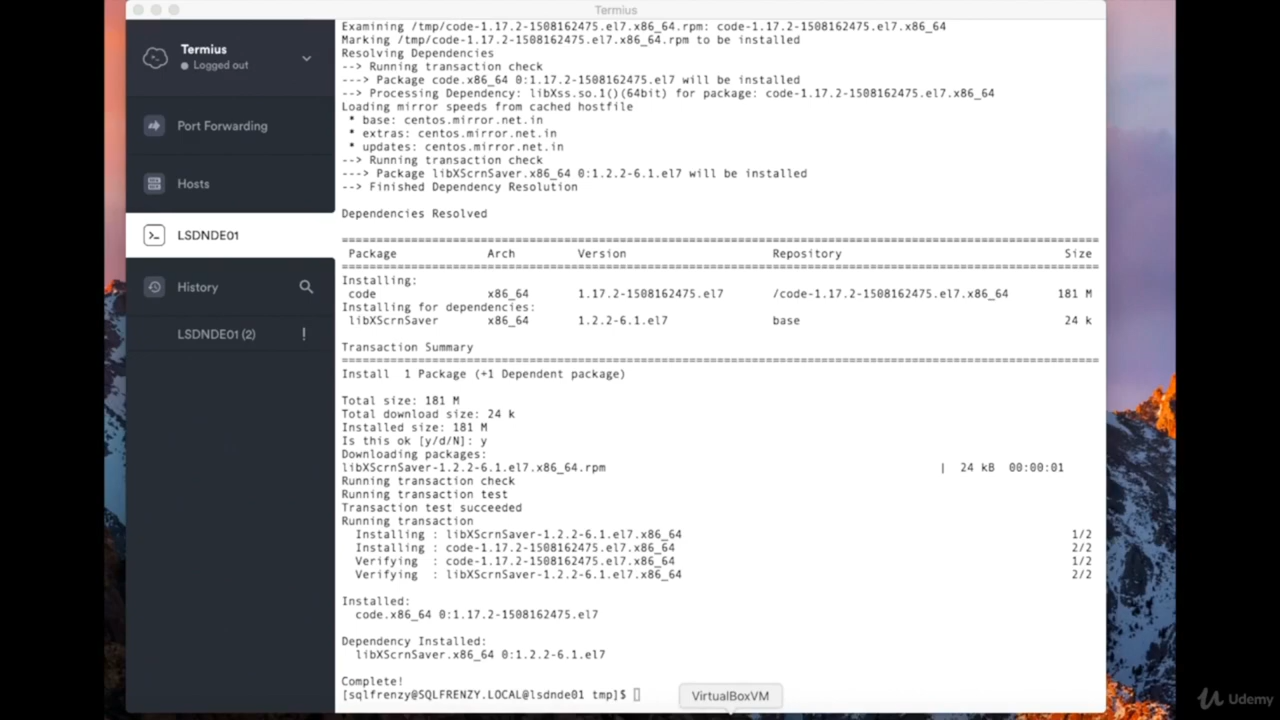 Termius
Termius
Logged out
Port Forwarding
Hosts
LSDNDE01
History
LSDNDE01 (2)
Examining /tmp/code-1.17.2-1508162475.el7.x86_64.rpm: code-1.17.2-1508162475.el7.x86_64
Marking /tmp/code-1.17.2-1508162475.el7.x86_64.rpm to be installed
Resolving Dependencies
--> Running transaction check
---> Package code.x86_64 0:1.17.2-1508162475.el7 will be installed
--> Processing Dependency: libXss.so.1()(64bit) for package: code-1.17.2-1508162475.el7.x86_64
Loading mirror speeds from cached hostfile
* base: centos.mirror.net.in
* extras: centos.mirror.net.in
* updates: centos.mirror.net.in
--> Running transaction check
---> Package libXScrnSaver.x86_64 0:1.2.2-6.1.el7 will be installed
--> Finished Dependency Resolution
Dependencies Resolved
Package Arch Version Repository Size
Installing:
code x86_64 1.17.2-1508162475.el7 /code-1.17.2-1508162475.el7.x86_64 181 M
Installing for dependencies:
libXScrnSaver x86_64 1.2.2-6.1.el7 base 24 k
Transaction Summary
Install 1 Package (+1 Dependent package)
Total size: 181 M
Total download size: 24 k
Installed size: 181 M
Is this ok [y/d/N]: y
Downloading packages:
libXScrnSaver-1.2.2-6.1.el7.x86_64.rpm | 24 kB 00:00:01
Running transaction check
Running transaction test
Transaction test succeeded
Running transaction
Installing : libXScrnSaver-1.2.2-6.1.el7.x86_64 1/2
Installing : code-1.17.2-1508162475.el7.x86_64 2/2
Verifying : code-1.17.2-1508162475.el7.x86_64 1/2
Verifying : libXScrnSaver-1.2.2-6.1.el7.x86_64 2/2
Installed:
code.x86_64 0:1.17.2-1508162475.el7
Dependency Installed:
libXScrnSaver.x86_64 0:1.2.2-6.1.el7
Complete!
[sqlfrenzy@SQLFRENZY.LOCAL@lsdnde01 tmp]$
VirtualBoxVM
Udemy